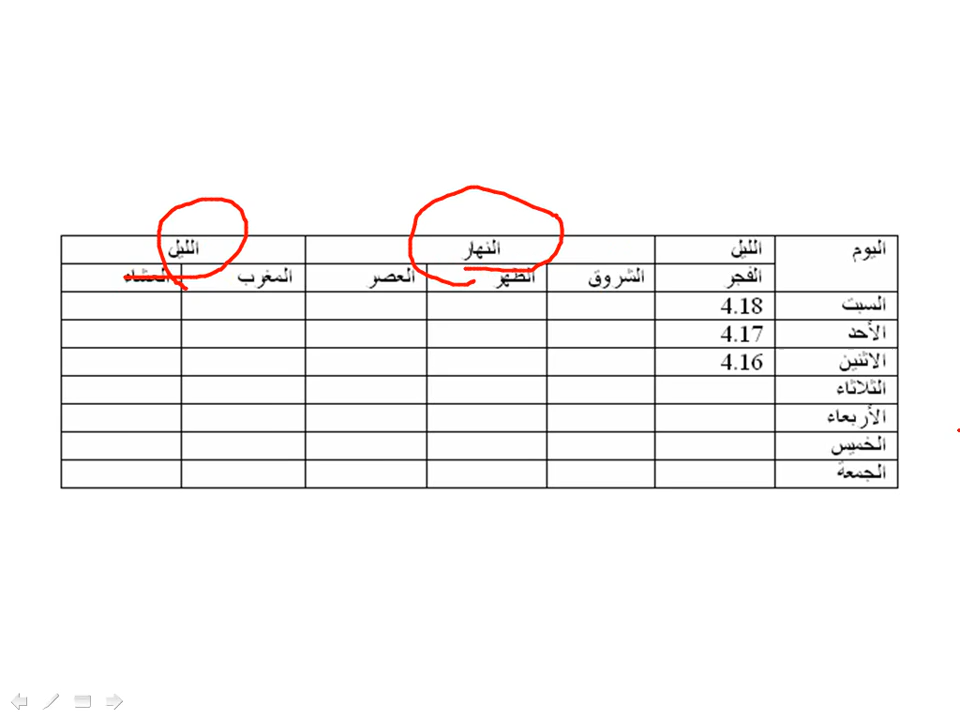 اليوم الليل النهار الليل
الفجر الشروق الظهر العصر المغرب العشاء
السبت 4.18
الأحد 4.17
الاثنين 4.16
الثلاثاء
الأربعاء
الخميس
الجمعة